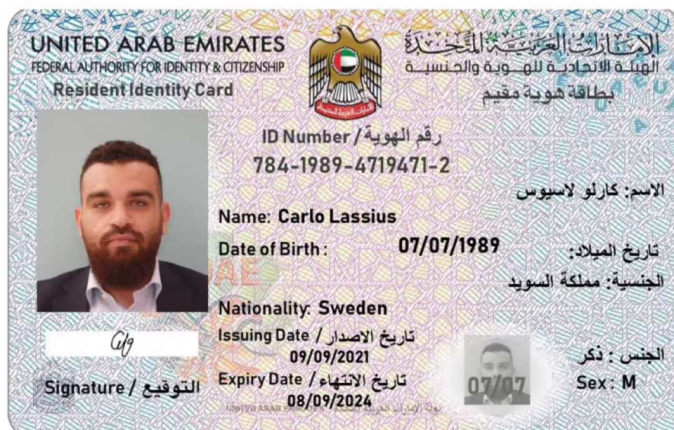 UNITED ARAB EMIRATES
FEDERAL AUTHORITY FOR IDENTITY & CITIZENSHIP
Resident Identity Card
الإمارات العربية المتحدة
الهيئة الاتحادية للهوية والجنسية
بطاقة هوية مقيم
ID Number / رقم الهوية
784-1989-4719471-2
الاسم: كارلو لاسيوس
Name: Carlo Lassius
Date of Birth : 07/07/1989 تاريخ الميلاد:
الجنسية: مملكة السويد
Nationality: Sweden
Issuing Date / تاريخ الاصدار
09/09/2021
Expiry Date / تاريخ الانتهاء
08/09/2024
Signature / التوقيع
الجنس : ذكر
Sex : M
07/07
UAE